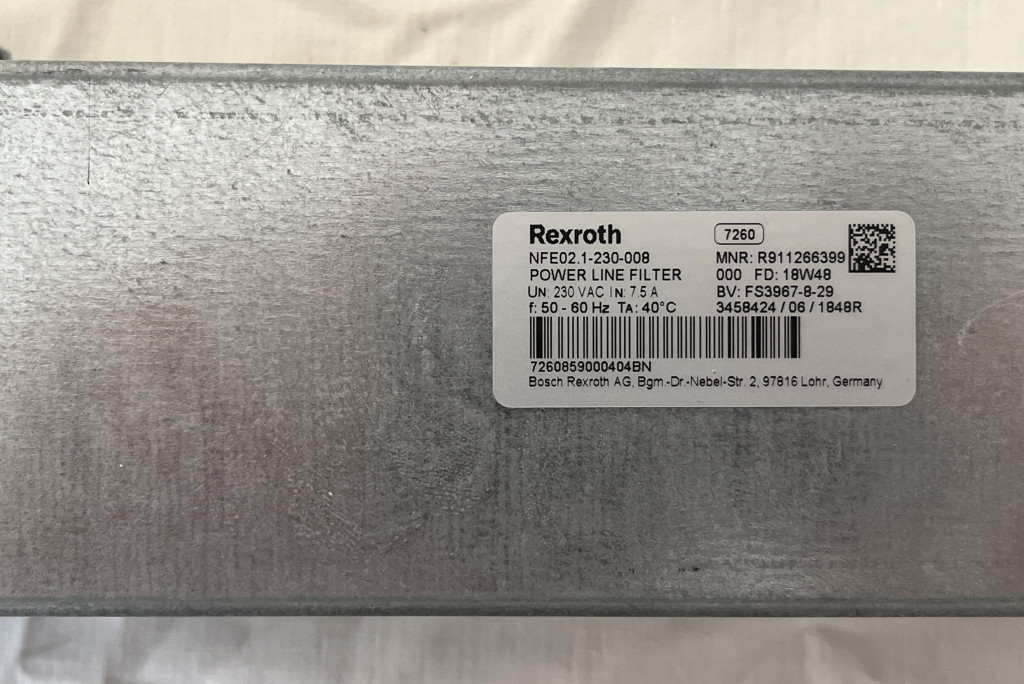 Rexroth
7260
NFE02.1-230-008
MNR: R911266399
POWER LINE FILTER
000 FD: 18W48
UN: 230 VAC IN: 7.5 A
BV: FS3967-8-29
f: 50 - 60 Hz TA: 40°C
3458424 / 06 / 1848R
7260859000404BN
Bosch Rexroth AG, Bgm.-Dr.-Nebel-Str. 2, 97816 Lohr, Germany